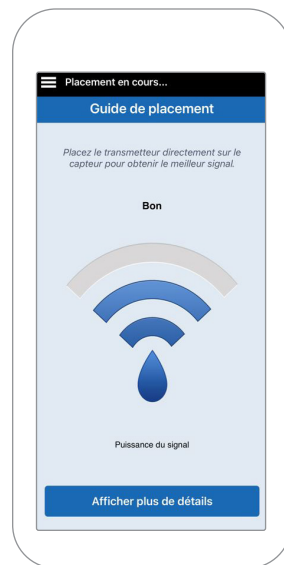 Placement en cours...
Guide de placement
Placez le transmetteur directement sur le
capteur pour obtenir le meilleur signal.
Bon
Puissance du signal
Afficher plus de détails